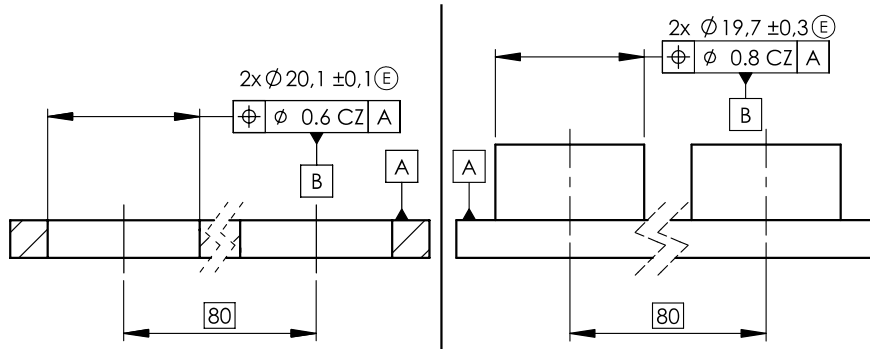 2x ⌀20,1 ±0,1Ⓔ
⌖ ⌀ 0.6 CZ A
B
A
80
2x ⌀19,7 ±0,3Ⓔ
⌖ ⌀ 0.8 CZ A
B
A
80